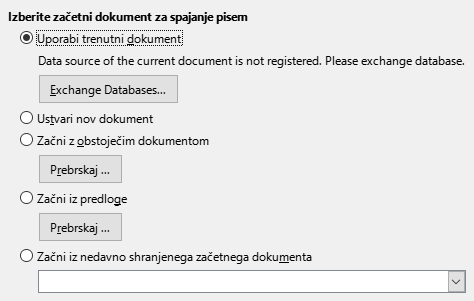 Izberite začetni dokument za spajanje pisem
Uporabi trenutni dokument
Data source of the current document is not registered. Please exchange database.
Exchange Databases...
Ustvari nov dokument
Začni z obstoječim dokumentom
Prebrskaj ...
Začni iz predloge
Prebrskaj ...
Začni iz nedavno shranjenega začetnega dokumenta